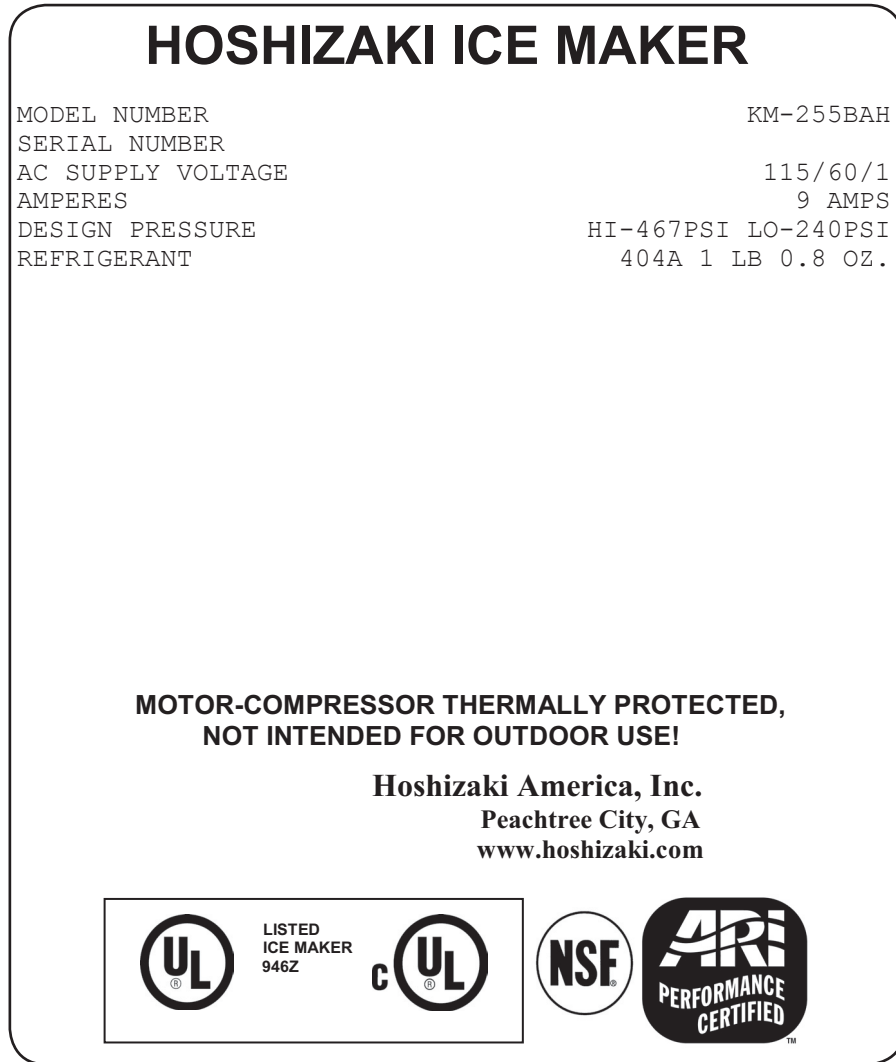 HOSHIZAKI ICE MAKER
MODEL NUMBER KM-255BAH
SERIAL NUMBER
AC SUPPLY VOLTAGE 115/60/1
AMPERES 9 AMPS
DESIGN PRESSURE HI-467PSI LO-240PSI
REFRIGERANT 404A 1 LB 0.8 OZ.
MOTOR-COMPRESSOR THERMALLY PROTECTED,
NOT INTENDED FOR OUTDOOR USE!
Hoshizaki America, Inc.
Peachtree City, GA
www.hoshizaki.com
UL ®
LISTED
ICE MAKER
946Z
C UL ®
NSF ®
ARI
PERFORMANCE
CERTIFIED
TM